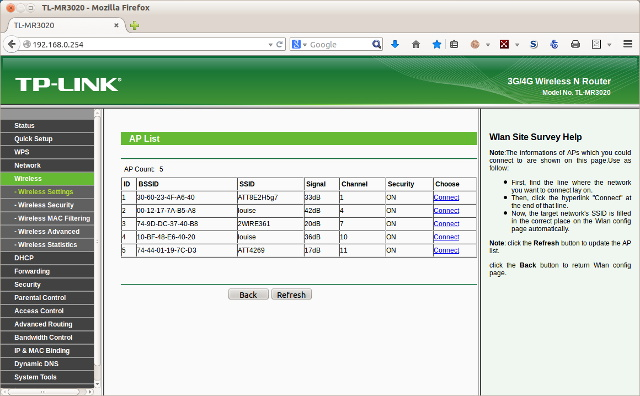 TL-MR3020 - Mozilla Firefox
TL-MR3020
192.168.0.254
Google
TP-LINK®
3G/4G Wireless N Router
Model No. TL-MR3020
Status
Quick Setup
WPS
Network
Wireless
- Wireless Settings
- Wireless Security
- Wireless MAC Filtering
- Wireless Advanced
- Wireless Statistics
DHCP
Forwarding
Security
Parental Control
Access Control
Advanced Routing
Bandwidth Control
IP & MAC Binding
Dynamic DNS
System Tools
AP List
AP Count: 5
ID BSSID SSID Signal Channel Security Choose
1 30-60-23-4F-A6-40 ATT8E2H5g7 33dB 1 ON Connect
2 00-12-17-7A-B5-A8 louise 42dB 4 ON Connect
3 74-9D-DC-37-40-B8 2WIRE361 20dB 7 ON Connect
4 10-BF-48-E6-40-20 louise 36dB 10 ON Connect
5 74-44-01-79-7C-D3 ATT4269 17dB 11 ON Connect
Back Refresh
Wlan Site Survey Help
Note:The informations of APs which you could
connect to are shown on this page.Use as
follow:
First, find the line where the network
you want to connect lay on.
Then, click the hyperlink "Connect" at
the end of that line.
Now, the target network's SSID is filled
in the correct place on the Wlan config
page automatically.
Note: click the Refresh button to update the AP
list.
click the Back button to return Wlan config
page.